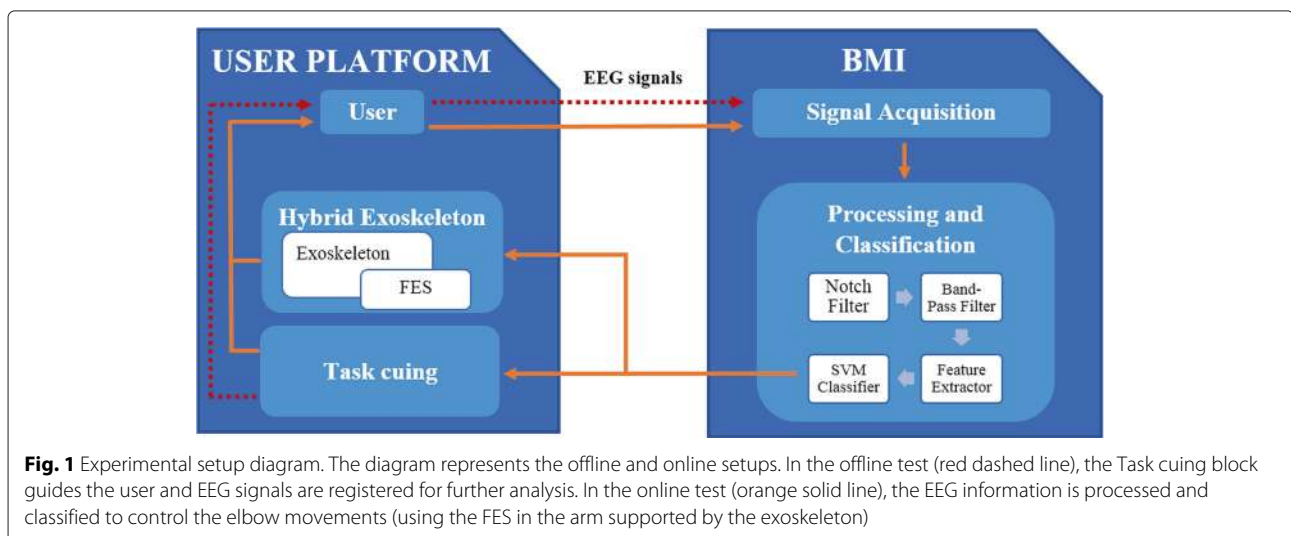 USER PLATFORM
User
EEG signals
Hybrid Exoskeleton
Exoskeleton
FES
Task cuing
BMI
Signal Acquisition
Processing and
Classification
Notch
Filter
Band-
Pass Filter
SVM
Classifier
Feature
Extractor
Fig. 1 Experimental setup diagram. The diagram represents the offline and online setups. In the offline test (red dashed line), the Task cuing block
guides the user and EEG signals are registered for further analysis. In the online test (orange solid line), the EEG information is processed and
classified to control the elbow movements (using the FES in the arm supported by the exoskeleton)